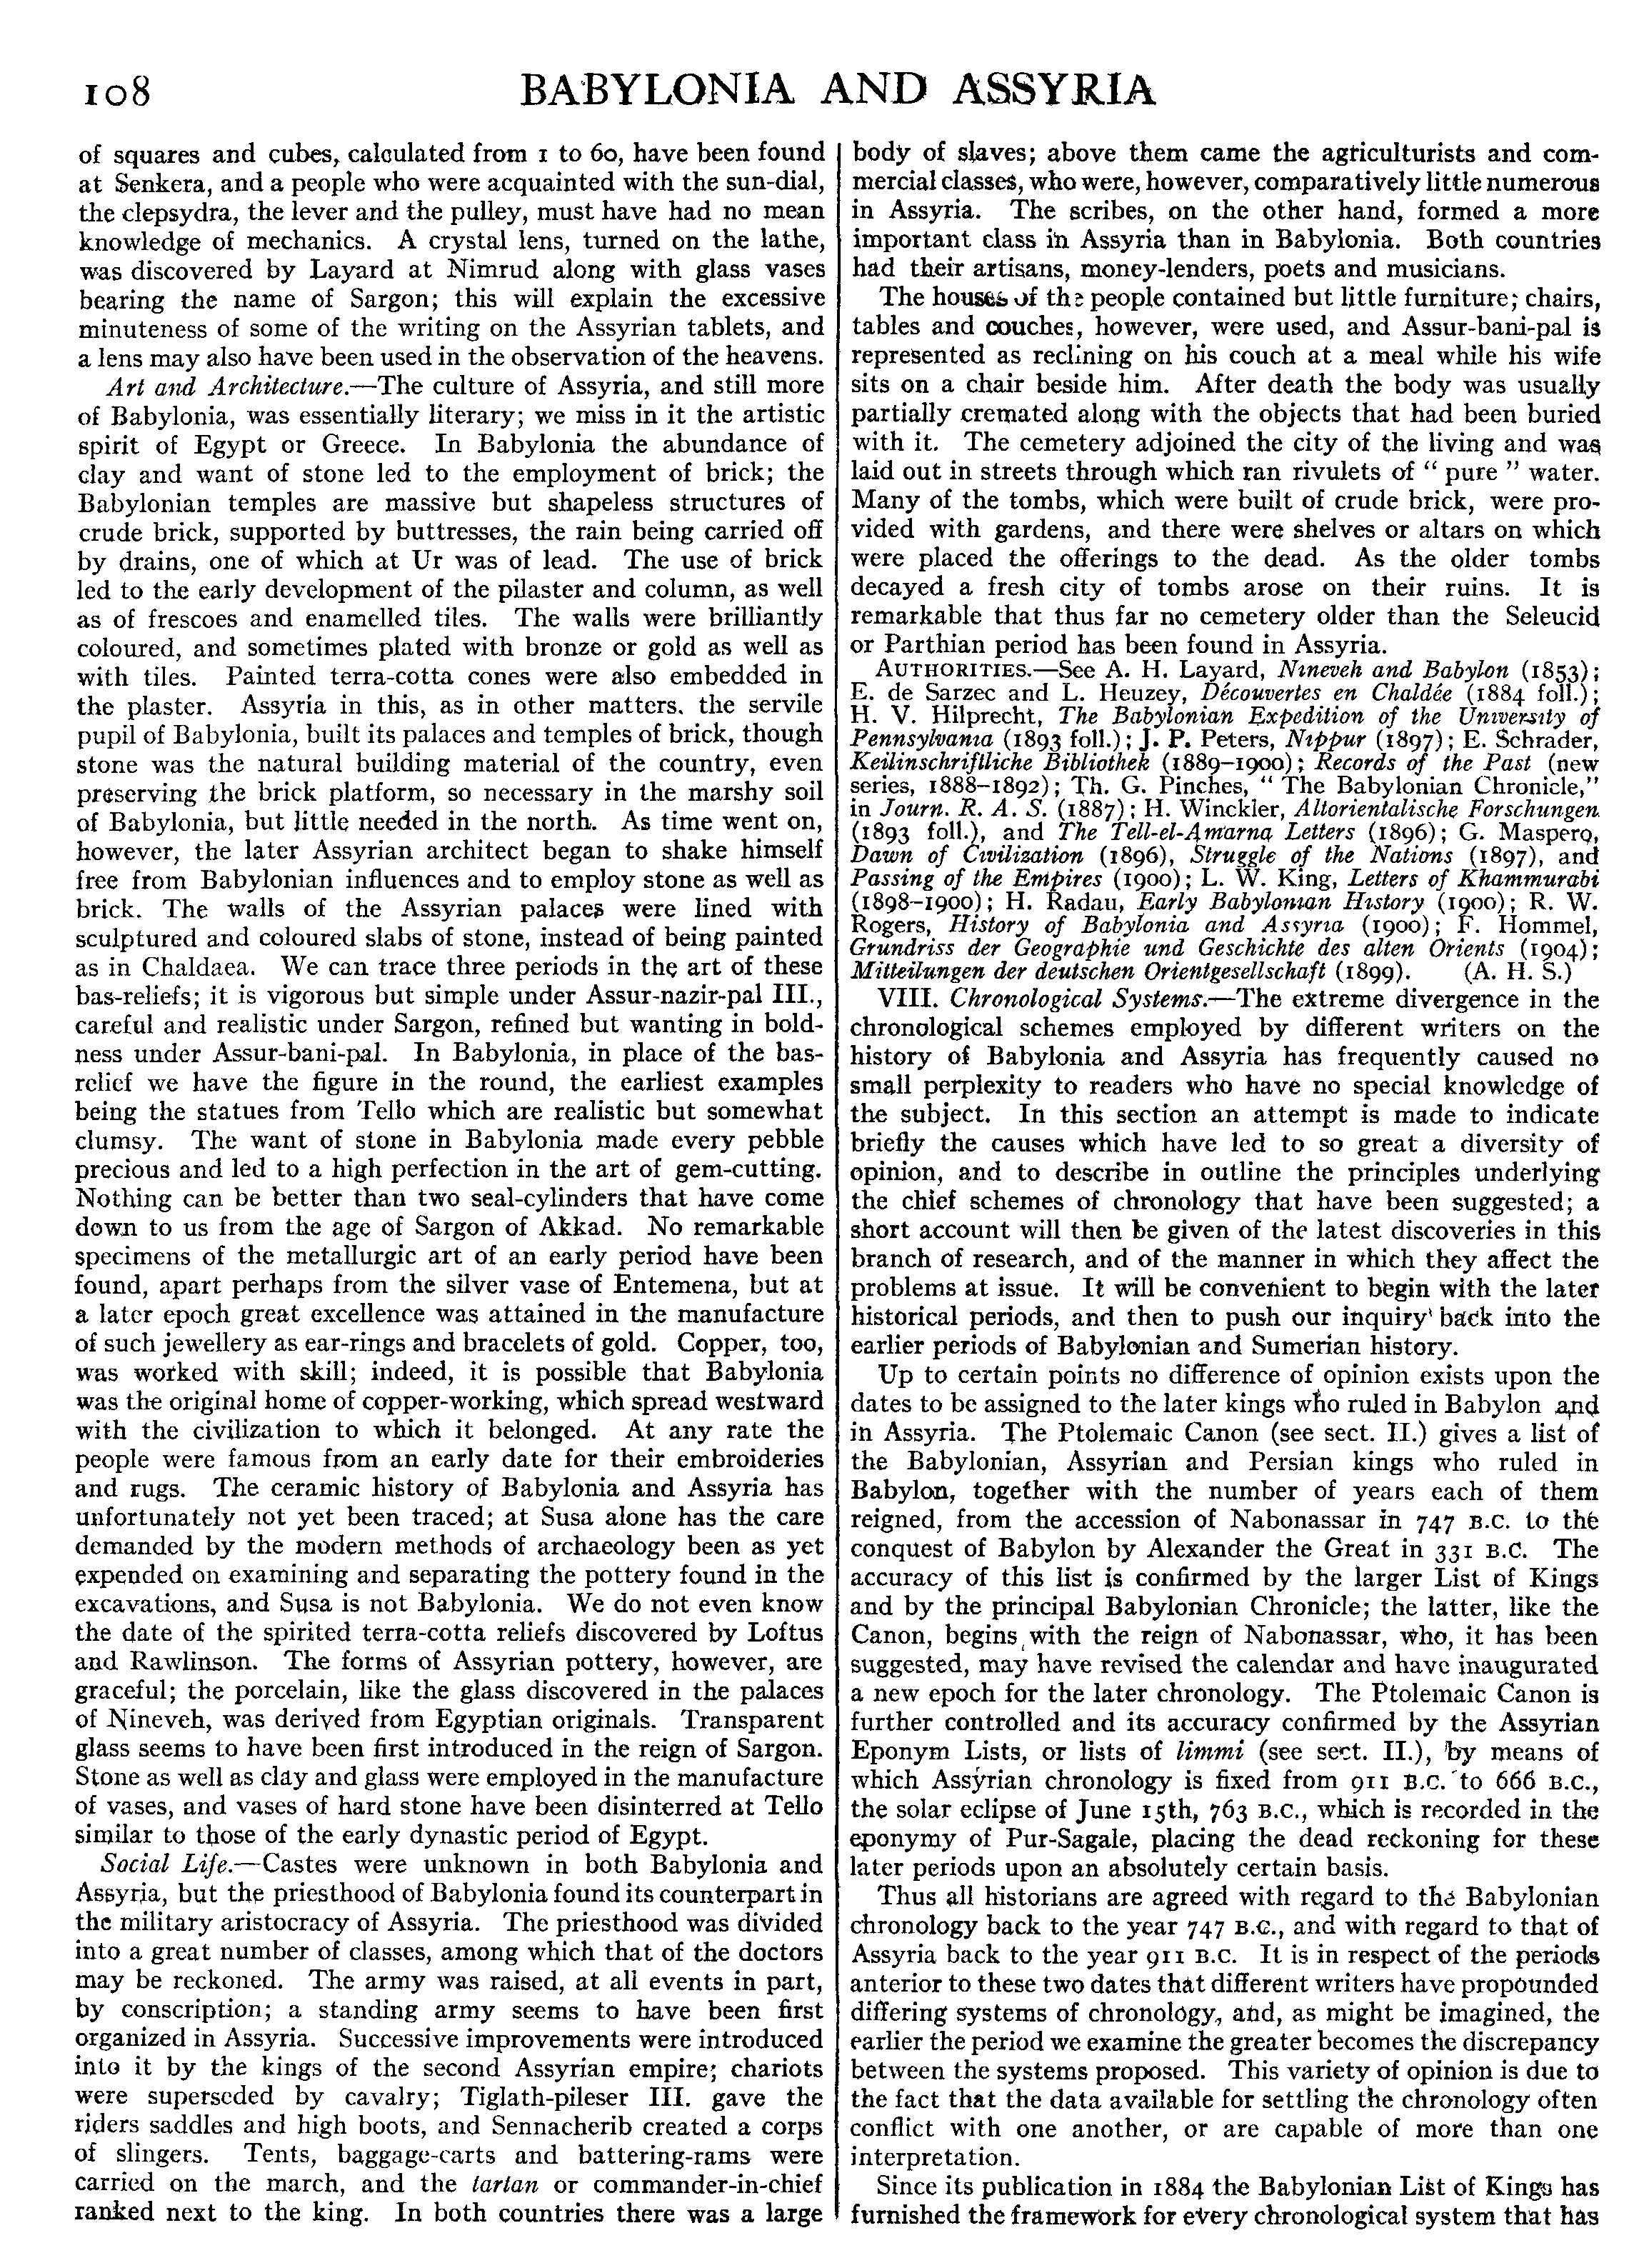 108
BABYLONIA AND ASSYRIA
of squares and cubes, calculated from 1 to 60, have been found
at Senkera, and a people who were acquainted with the sun-dial,
the clepsydra, the lever and the pulley, must have had no mean
knowledge of mechanics. A crystal lens, turned on the lathe,
was discovered by Layard at Nimrud along with glass vases
bearing the name of Sargon; this will explain the excessive
minuteness of some of the writing on the Assyrian tablets, and
a lens may also have been used in the observation of the heavens.
Art and Architecture.—The culture of Assyria, and still more
of Babylonia, was essentially literary; we miss in it the artistic
spirit of Egypt or Greece. In Babylonia the abundance of
clay and want of stone led to the employment of brick; the
Babylonian temples are massive but shapeless structures of
crude brick, supported by buttresses, the rain being carried off
by drains, one of which at Ur was of lead. The use of brick
led to the early development of the pilaster and column, as well
as of frescoes and enamelled tiles. The walls were brilliantly
coloured, and sometimes plated with bronze or gold as well as
with tiles. Painted terra-cotta cones were also embedded in
the plaster. Assyria in this, as in other matters, the servile
pupil of Babylonia, built its palaces and temples of brick, though
stone was the natural building material of the country, even
preserving the brick platform, so necessary in the marshy soil
of Babylonia, but little needed in the north. As time went on,
however, the later Assyrian architect began to shake himself
free from Babylonian influences and to employ stone as well as
brick. The walls of the Assyrian palaces were lined with
sculptured and coloured slabs of stone, instead of being painted
as in Chaldaea. We can trace three periods in the art of these
bas-reliefs; it is vigorous but simple under Assur-nazir-pal III.,
careful and realistic under Sargon, refined but wanting in bold-
ness under Assur-bani-pal. In Babylonia, in place of the bas-
relief we have the figure in the round, the earliest examples
being the statues from Tello which are realistic but somewhat
clumsy. The want of stone in Babylonia made every pebble
precious and led to a high perfection in the art of gem-cutting.
Nothing can be better than two seal-cylinders that have come
down to us from the age of Sargon of Akkad. No remarkable
specimens of the metallurgic art of an early period have been
found, apart perhaps from the silver vase of Entemena, but at
a later epoch great excellence was attained in the manufacture
of such jewellery as ear-rings and bracelets of gold. Copper, too,
was worked with skill; indeed, it is possible that Babylonia
was the original home of copper-working, which spread westward
with the civilization to which it belonged. At any rate the
people were famous from an early date for their embroideries
and rugs. The ceramic history of Babylonia and Assyria has
unfortunately not yet been traced; at Susa alone has the care
demanded by the modern methods of archaeology been as yet
expended on examining and separating the pottery found in the
excavations, and Susa is not Babylonia. We do not even know
the date of the spirited terra-cotta reliefs discovered by Loftus
and Rawlinson. The forms of Assyrian pottery, however, are
graceful; the porcelain, like the glass discovered in the palaces
of Nineveh, was derived from Egyptian originals. Transparent
glass seems to have been first introduced in the reign of Sargon.
Stone as well as clay and glass were employed in the manufacture
of vases, and vases of hard stone have been disinterred at Tello
similar to those of the early dynastic period of Egypt.
Social Life.—Castes were unknown in both Babylonia and
Assyria, but the priesthood of Babylonia found its counterpart in
the military aristocracy of Assyria. The priesthood was divided
into a great number of classes, among which that of the doctors
may be reckoned. The army was raised, at all events in part,
by conscription; a standing army seems to have been first
organized in Assyria. Successive improvements were introduced
into it by the kings of the second Assyrian empire; chariots
were superseded by cavalry; Tiglath-pileser III. gave the
riders saddles and high boots, and Sennacherib created a corps
of slingers. Tents, baggage-carts and battering-rams were
carried on the march, and the tartan or commander-in-chief
ranked next to the king. In both countries there was a large
body of slaves; above them came the agriculturists and com-
mercial classes, who were, however, comparatively little numerous
in Assyria. The scribes, on the other hand, formed a more
important class in Assyria than in Babylonia. Both countries
had their artisans, money-lenders, poets and musicians.
The houses of the people contained but little furniture; chairs,
tables and couches, however, were used, and Assur-bani-pal is
represented as reclining on his couch at a meal while his wife
sits on a chair beside him. After death the body was usually
partially cremated along with the objects that had been buried
with it. The cemetery adjoined the city of the living and was
laid out in streets through which ran rivulets of " pure " water.
Many of the tombs, which were built of crude brick, were pro-
vided with gardens, and there were shelves or altars on which
were placed the offerings to the dead. As the older tombs
decayed a fresh city of tombs arose on their ruins. It is
remarkable that thus far no cemetery older than the Seleucid
or Parthian period has been found in Assyria.
AUTHORITIES.—See A. H. Layard, Nineveh and Babylon (1853);
E. de Sarzec and L. Heuzey, Découvertes en Chaldée (1884 foll.);
H. V. Hilprecht, The Babylonian Expedition of the University of
Pennsylvania (1893 foll.); J. P. Peters, Nippur (1897); E. Schrader,
Keilinschriftliche Bibliothek (1889-1900); Records of the Past (new
series, 1888-1892); Th. G. Pinches, " The Babylonian Chronicle,"
in Journ. R. A. S. (1887); H. Winckler, Altorientalische Forschungen
(1893 foll.), and The Tell-el-Amarna Letters (1896); G. Maspero,
Dawn of Civilization (1896), Struggle of the Nations (1897), and
Passing of the Empires (1900); L. W. King, Letters of Khammurabi
(1898-1900); H. Radau, Early Babylonian History (1900); R. W.
Rogers, History of Babylonia and Assyria (1900); F. Hommel,
Grundriss der Geographie und Geschichte des alten Orients (1904);
Mitteilungen der deutschen Orientgesellschaft (1899). (A. H. S.)
VIII. Chronological Systems.—The extreme divergence in the
chronological schemes employed by different writers on the
history of Babylonia and Assyria has frequently caused no
small perplexity to readers who have no special knowledge of
the subject. In this section an attempt is made to indicate
briefly the causes which have led to so great a diversity of
opinion, and to describe in outline the principles underlying
the chief schemes of chronology that have been suggested; a
short account will then be given of the latest discoveries in this
branch of research, and of the manner in which they affect the
problems at issue. It will be convenient to begin with the later
historical periods, and then to push our inquiry back into the
earlier periods of Babylonian and Sumerian history.
Up to certain points no difference of opinion exists upon the
dates to be assigned to the later kings who ruled in Babylon and
in Assyria. The Ptolemaic Canon (see sect. II.) gives a list of
the Babylonian, Assyrian and Persian kings who ruled in
Babylon, together with the number of years each of them
reigned, from the accession of Nabonassar in 747 B.C. to the
conquest of Babylon by Alexander the Great in 331 B.C. The
accuracy of this list is confirmed by the larger List of Kings
and by the principal Babylonian Chronicle; the latter, like the
Canon, begins with the reign of Nabonassar, who, it has been
suggested, may have revised the calendar and have inaugurated
a new epoch for the later chronology. The Ptolemaic Canon is
further controlled and its accuracy confirmed by the Assyrian
Eponym Lists, or lists of limmi (see sect. II.), by means of
which Assyrian chronology is fixed from 911 B.C. to 666 B.C.,
the solar eclipse of June 15th, 763 B.C., which is recorded in the
eponymy of Pur-Sagale, placing the dead reckoning for these
later periods upon an absolutely certain basis.
Thus all historians are agreed with regard to the Babylonian
chronology back to the year 747 B.C., and with regard to that of
Assyria back to the year 911 B.C. It is in respect of the periods
anterior to these two dates that different writers have propounded
differing systems of chronology, and, as might be imagined, the
earlier the period we examine the greater becomes the discrepancy
between the systems proposed. This variety of opinion is due to
the fact that the data available for settling the chronology often
conflict with one another, or are capable of more than one
interpretation.
Since its publication in 1884 the Babylonian List of Kings has
furnished the framework for every chronological system that has